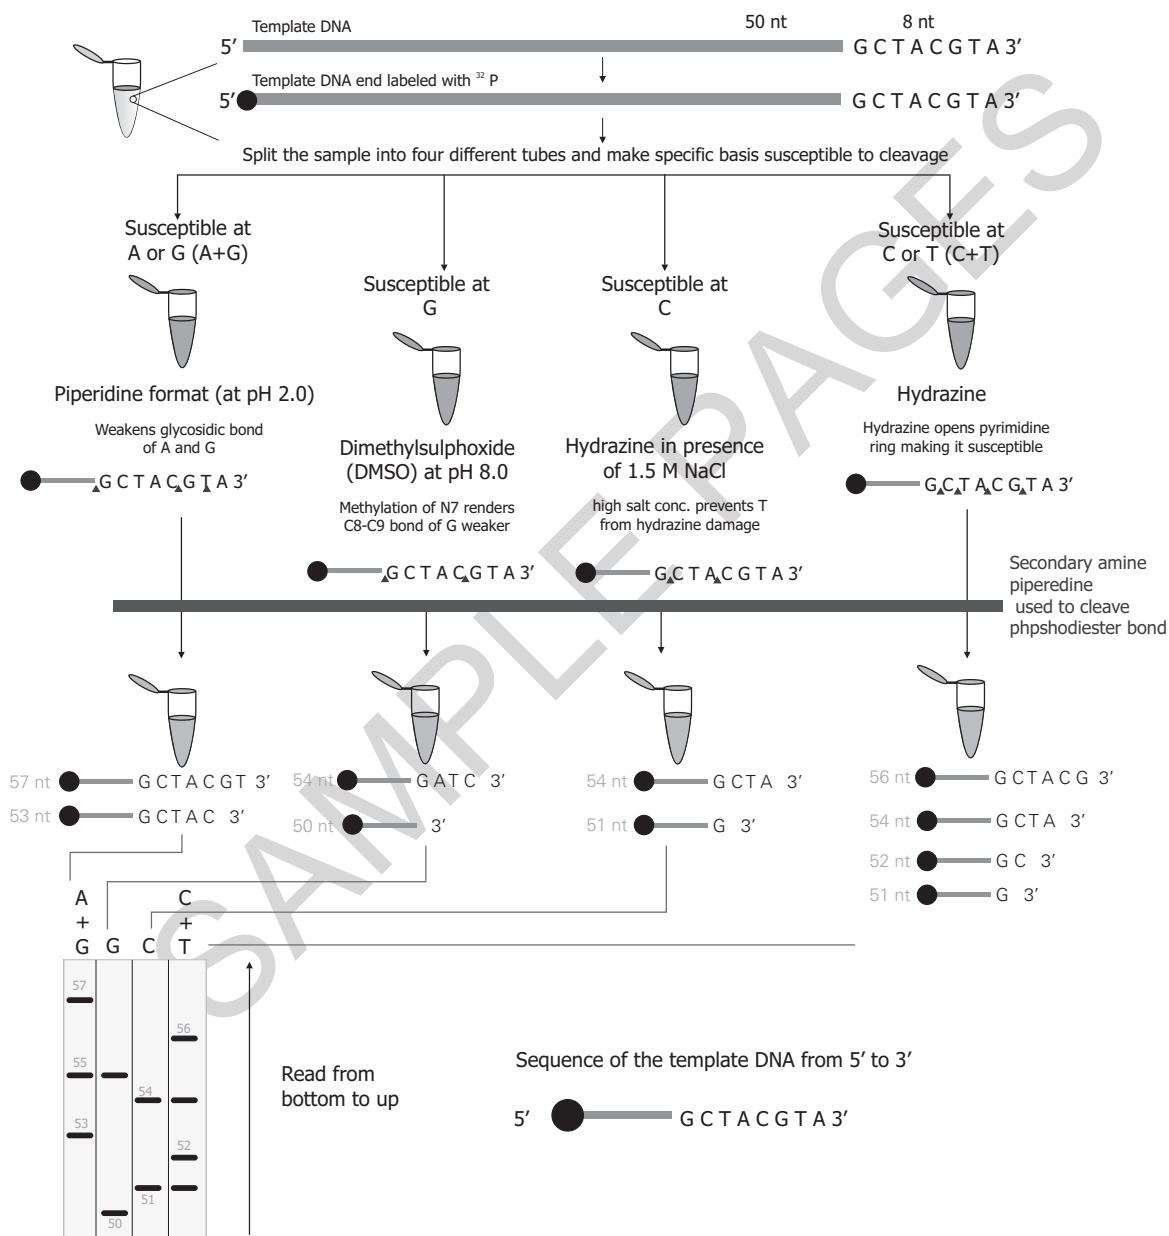 50 nt 8 nt
Template DNA
5′ G C T A C G T A 3′
Template DNA end labeled with ³² P
5′ G C T A C G T A 3′
Split the sample into four different tubes and make specific basis susceptible to cleavage
Susceptible at
A or G (A+G)
Piperidine format (at pH 2.0)
Weakens glycosidic bond
of A and G
G C T A C G T A 3′
Susceptible at
G
Dimethylsulphoxide
(DMSO) at pH 8.0
Methylation of N7 renders
C8-C9 bond of G weaker
G C T A C G T A 3′
Susceptible at
C
Hydrazine in presence
of 1.5 M NaCl
high salt conc. prevents T
from hydrazine damage
G C T A C G T A 3′
Susceptible at
C or T (C+T)
Hydrazine
Hydrazine opens pyrimidine
ring making it susceptible
G C T A C G T A 3′
Secondary amine
piperedine
used to cleave
phpshodiester bond
57 nt G C T A C G T 3′
53 nt G C T A C 3′
54 nt G A T C 3′
50 nt 3′
54 nt G C T A 3′
51 nt G 3′
56 nt G C T A C G 3′
54 nt G C T A 3′
52 nt G C 3′
51 nt G 3′
A
+
G
G
C
C
+
T
57
56
55
54
53
52
51
50
Read from
bottom to up
Sequence of the template DNA from 5′ to 3′
5′ G C T A C G T A 3′
SAMPLE PAGES